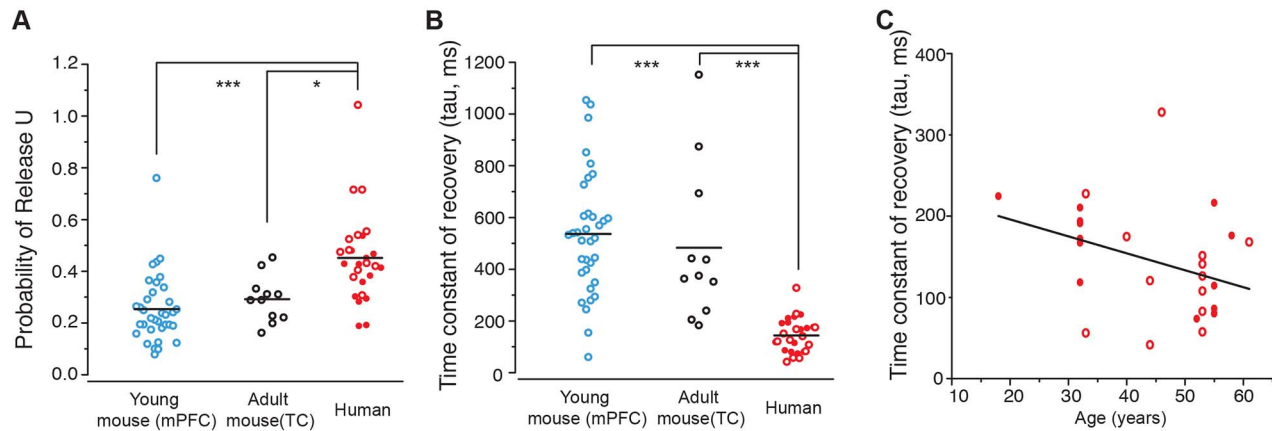 A
Probability of Release U
1.2
1.0
0.8
0.6
0.4
0.2
0.0
***
*
Young
mouse (mPFC)
Adult
mouse(TC)
Human
B
Time constant of recovery (tau, ms)
1200
1000
800
600
400
200
0
***
***
Young
mouse (mPFC)
Adult
mouse(TC)
Human
C
Time constant of recovery (tau, ms)
400
300
200
100
0
10 20 30 40 50 60
Age (years)